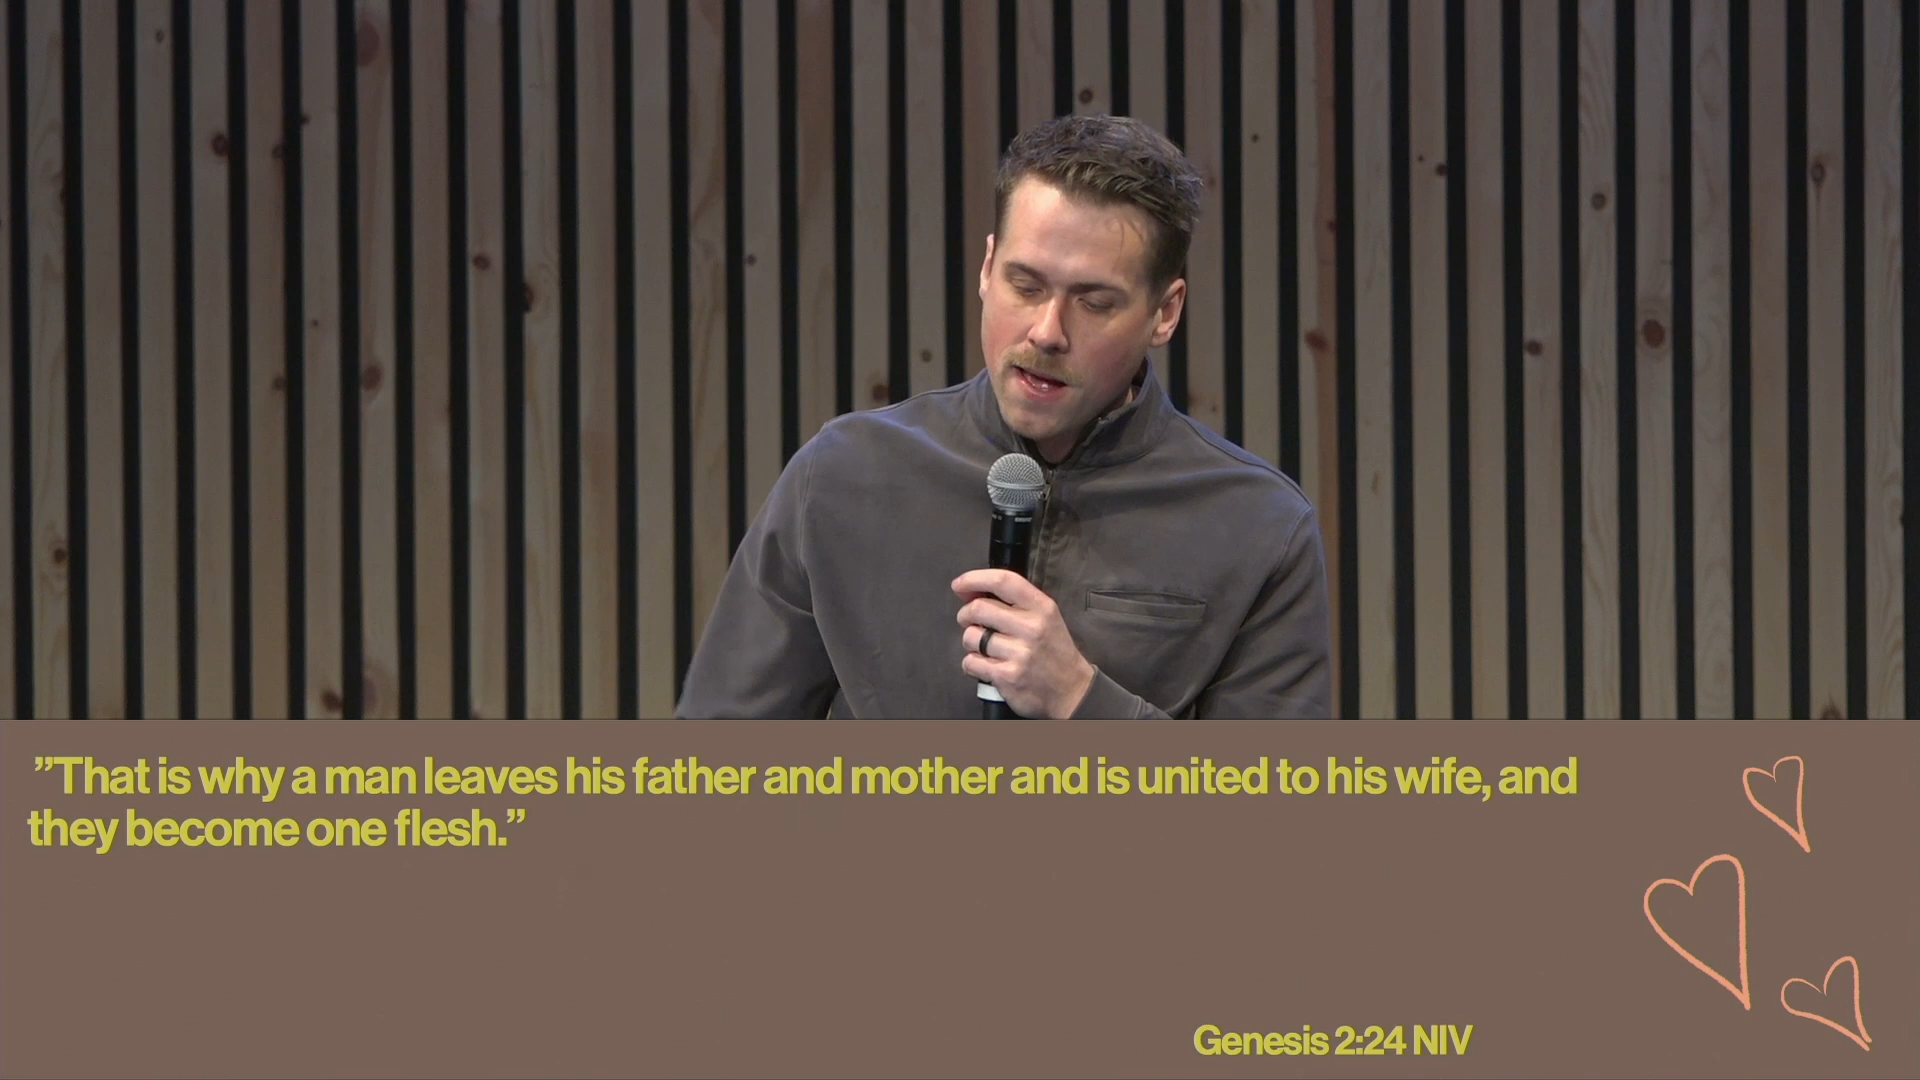 ”That is why a man leaves his father and mother and is united to his wife, and
they become one flesh.”
Genesis 2:24 NIV